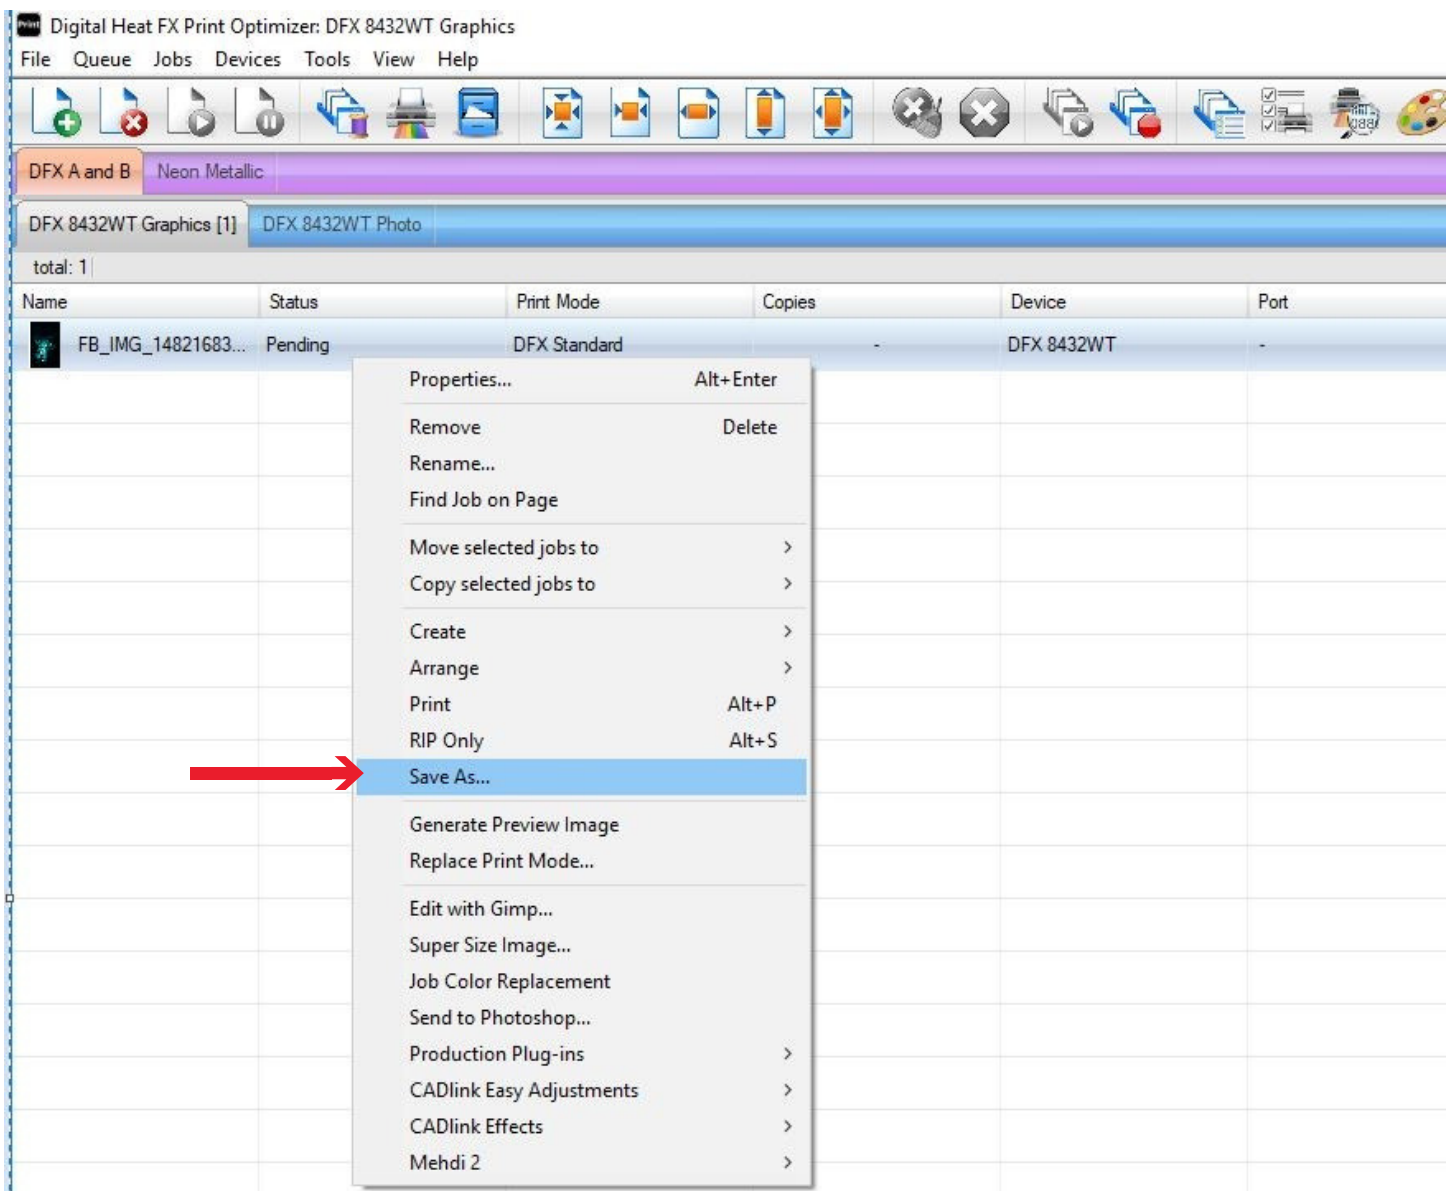 Digital Heat FX Print Optimizer: DFX 8432WT Graphics
File Queue Jobs Devices Tools View Help
DFX A and B Neon Metallic
DFX 8432WT Graphics [1] DFX 8432WT Photo
total: 1
Name Status Print Mode Copies Device Port
FB_IMG_14821683... Pending DFX Standard - DFX 8432WT -
Properties... Alt+Enter
Remove Delete
Rename...
Find Job on Page
Move selected jobs to
Copy selected jobs to
Create
Arrange
Print Alt+P
RIP Only Alt+S
Save As...
Generate Preview Image
Replace Print Mode...
Edit with Gimp...
Super Size Image...
Job Color Replacement
Send to Photoshop...
Production Plug-ins
CADlink Easy Adjustments
CADlink Effects
Mehdi 2